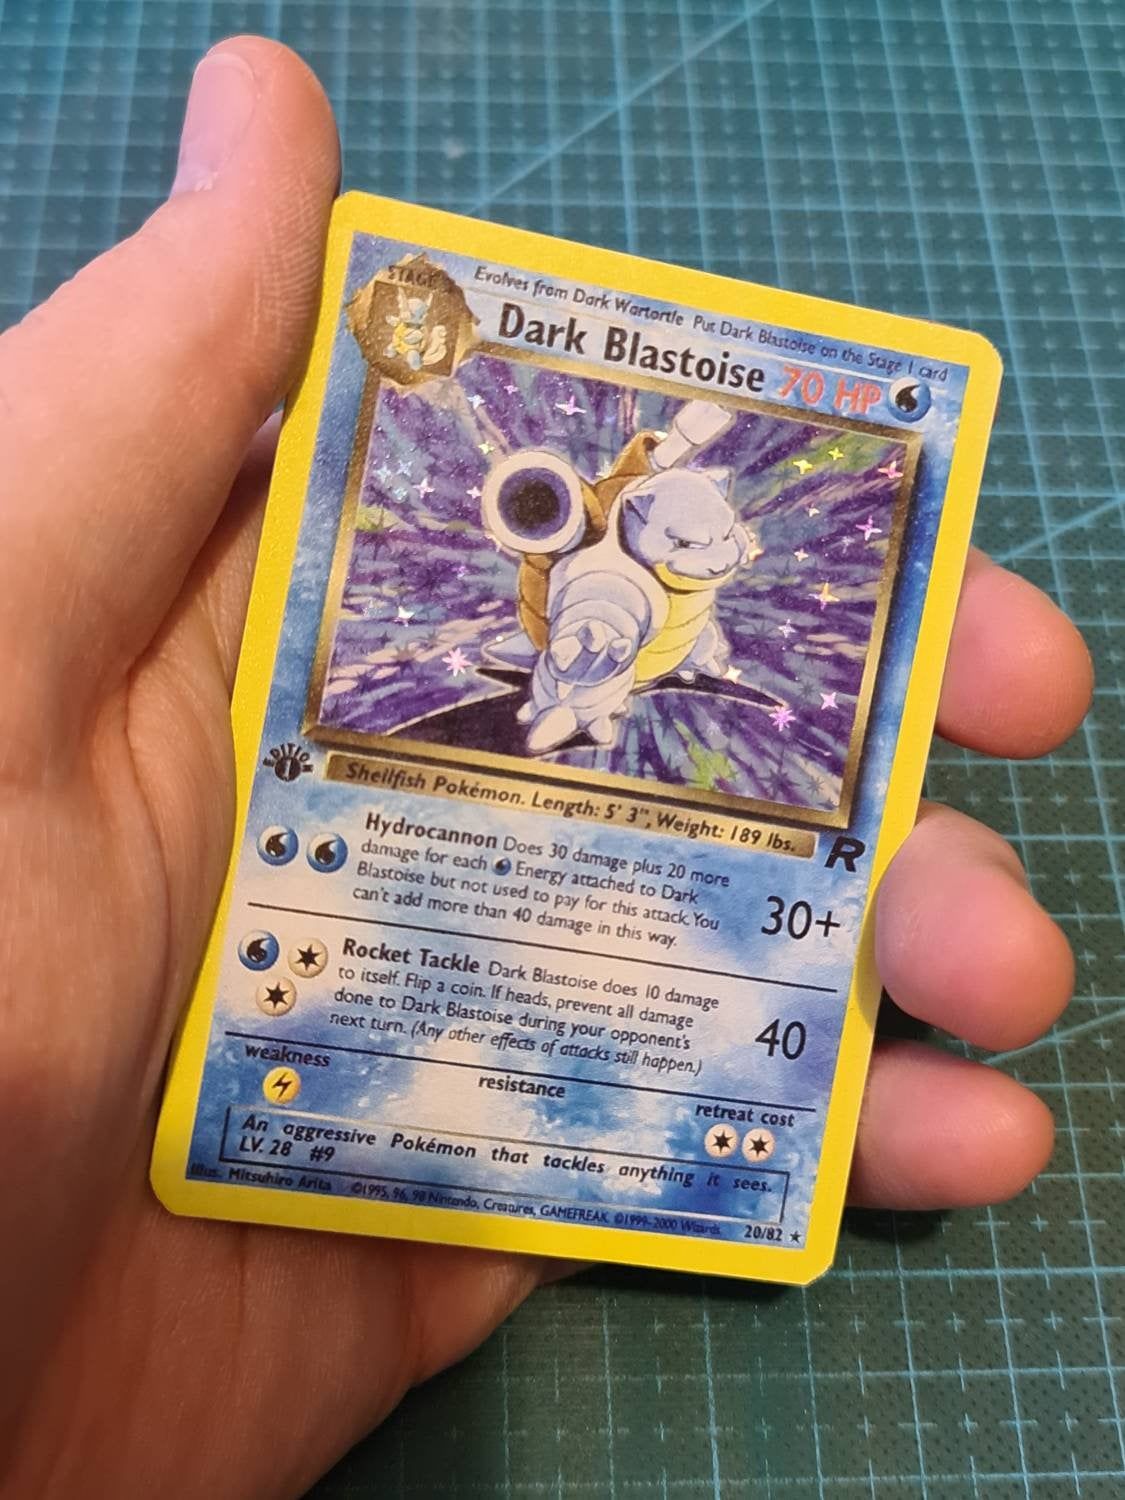 STAGE
Evolves from Dark Wartortle Put Dark Blastoise on the Stage 1 card
Dark Blastoise 70 HP
EDITION
1
Shellfish Pokémon. Length: 5' 3", Weight: 189 lbs.
R
Hydrocannon Does 30 damage plus 20 more
damage for each Energy attached to Dark
Blastoise but not used to pay for this attack. You
can't add more than 40 damage in this way.
30+
Rocket Tackle Dark Blastoise does 10 damage
to itself. Flip a coin. If heads, prevent all damage
done to Dark Blastoise during your opponent's
next turn. (Any other effects of attacks still happen.)
40
weakness
resistance
retreat cost
An aggressive Pokémon that tackles anything it sees.
LV. 28 #9
Illus. Mitsuhiro Arita ©1995, 96, 98 Nintendo, Creatures, GAMEFREAK. ©1999-2000 Wizards. 20/82 ★